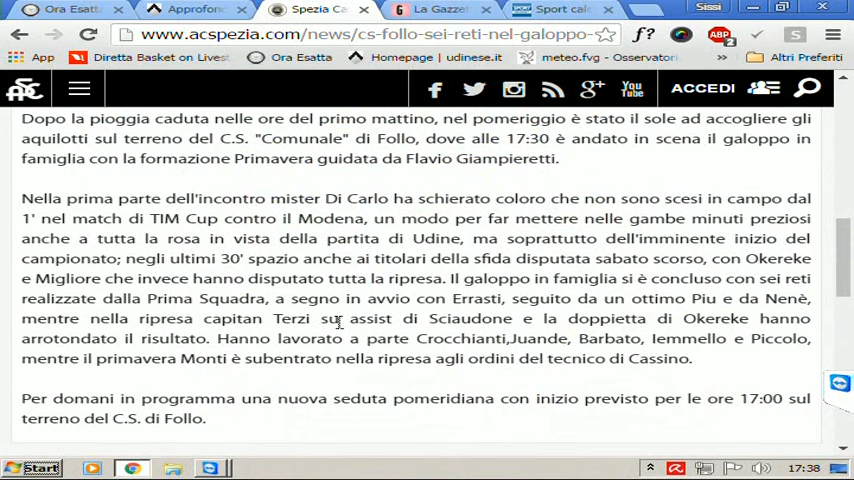 Ora Esatta
Approfon
Spezia Ca
La Gazze
Sport cal
Sissi
www.acspezia.com/news/cs-follo-sei-reti-nel-galoppo-
App
Diretta Basket on Livesc
Ora Esatta
Homepage | udinese.it
meteo.fvg - Osservator
»
Altri Preferiti
ACCEDI
Dopo la pioggia caduta nelle ore del primo mattino, nel pomeriggio è stato il sole ad accogliere gli
aquilotti sul terreno del C.S. "Comunale" di Follo, dove alle 17:30 è andato in scena il galoppo in
famiglia con la formazione Primavera guidata da Flavio Giampieretti.
Nella prima parte dell'incontro mister Di Carlo ha schierato coloro che non sono scesi in campo dal
1' nel match di TIM Cup contro il Modena, un modo per far mettere nelle gambe minuti preziosi
anche a tutta la rosa in vista della partita di Udine, ma soprattutto dell'imminente inizio del
campionato; negli ultimi 30' spazio anche ai titolari della sfida disputata sabato scorso, con Okereke
e Migliore che invece hanno disputato tutta la ripresa. Il galoppo in famiglia si è concluso con sei reti
realizzate dalla Prima Squadra, a segno in avvio con Errasti, seguito da un ottimo Piu e da Nenè,
mentre nella ripresa capitan Terzi su assist di Sciaudone e la doppietta di Okereke hanno
arrotondato il risultato. Hanno lavorato a parte Crocchianti,Juande, Barbato, Iemmello e Piccolo,
mentre il primavera Monti è subentrato nella ripresa agli ordini del tecnico di Cassino.
Per domani in programma una nuova seduta pomeridiana con inizio previsto per le ore 17:00 sul
terreno del C.S. di Follo.
Start
17:38